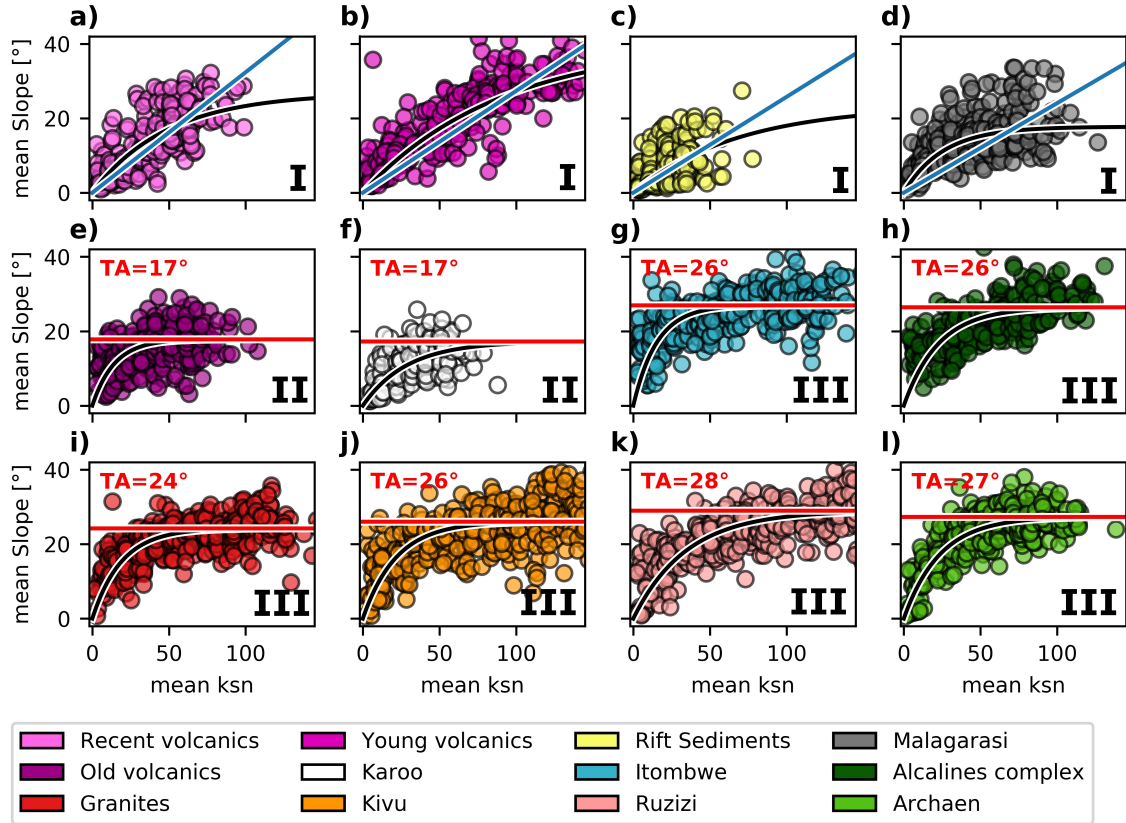 a) b) c) d)
mean Slope [°]
40
20
0
I I I I
e) f) g) h)
mean Slope [°]
40
20
0
TA=17° TA=17° TA=26° TA=26°
II II III III
i) j) k) l)
mean Slope [°]
40
20
0
TA=24° TA=26° TA=28° TA=27°
III III III III
0 50 100 0 50 100 0 50 100 0 50 100
mean ksn mean ksn mean ksn mean ksn
Recent volcanics Young volcanics Rift Sediments Malagarasi
Old volcanics Karoo Itombwe Alcalines complex
Granites Kivu Ruzizi Archaen